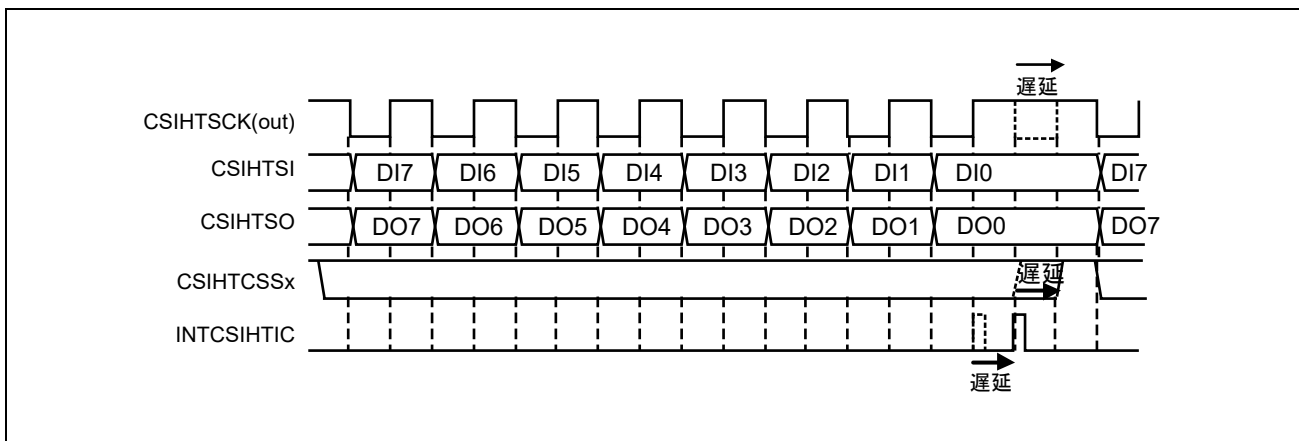 遅延
CSIHTSCK(out)
CSIHTSI DI7 DI6 DI5 DI4 DI3 DI2 DI1 DI0 DI7
CSIHTSO DO7 DO6 DO5 DO4 DO3 DO2 DO1 DO0 DO7
CSIHTCSSx 遅延
INTCSIHTIC
遅延